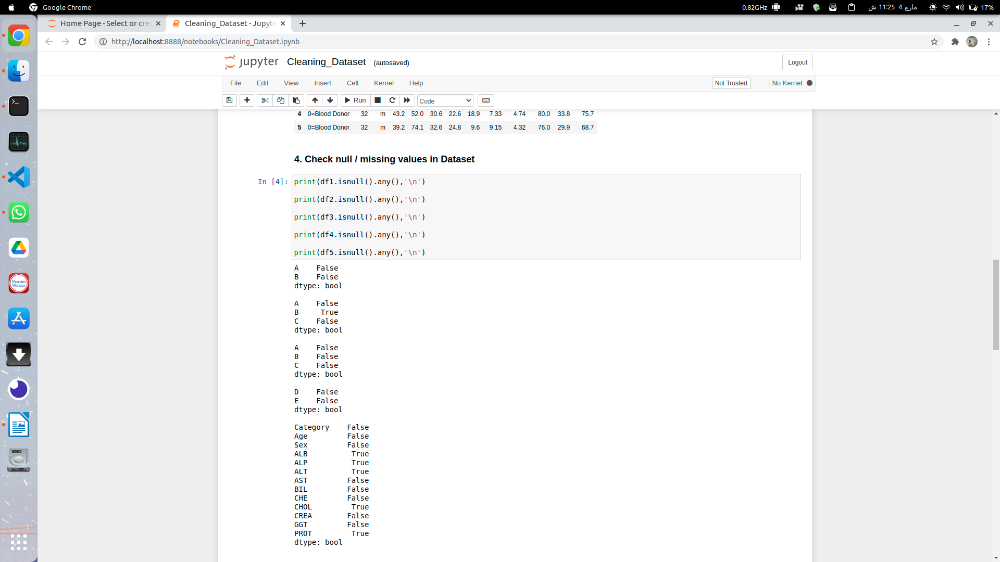 Google Chrome
0.82GHz
مارچ 4  11:25 ش
17%
Home Page - Select or crea
Cleaning_Dataset - Jupyte
http://localhost:8888/notebooks/Cleaning_Dataset.ipynb
jupyter Cleaning_Dataset (autosaved)
Logout
File Edit View Insert Cell Kernel Help
Not Trusted
No Kernel
Run
Code
4 0=Blood Donor 32 m 43.2 52.0 30.6 22.6 18.9 7.33 4.74 80.0 33.8 75.7
5 0=Blood Donor 32 m 39.2 74.1 32.6 24.8 9.6 9.15 4.32 76.0 29.9 68.7
4. Check null / missing values in Dataset
In [4]: print(df1.isnull().any(),'\n')
print(df2.isnull().any(),'\n')
print(df3.isnull().any(),'\n')
print(df4.isnull().any(),'\n')
print(df5.isnull().any(),'\n')
A    False
B    False
dtype: bool
A    False
B     True
C    False
dtype: bool
A    False
B    False
C    False
dtype: bool
D    False
E    False
dtype: bool
Category    False
Age         False
Sex         False
ALB          True
ALP          True
ALT          True
AST         False
BIL         False
CHE         False
CHOL         True
CREA        False
GGT         False
PROT         True
dtype: bool
Merriam-
Webster